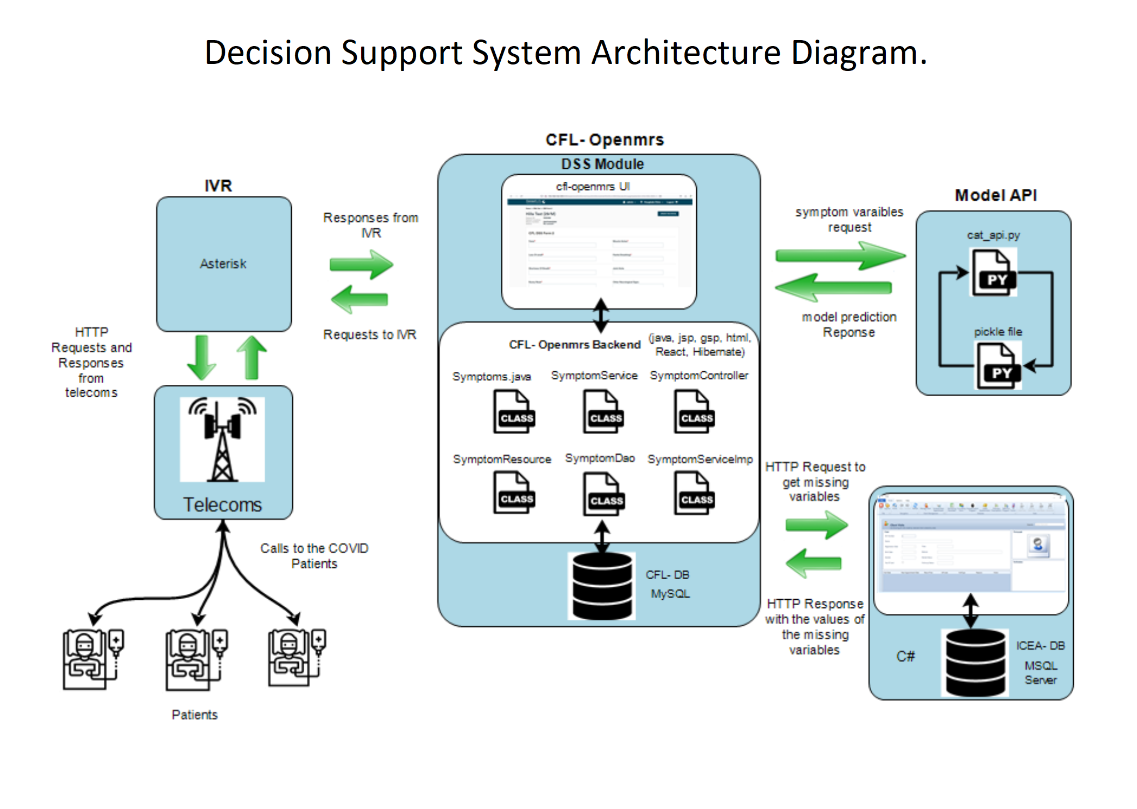 Decision Support System Architecture Diagram.
CFL- Openmrs
DSS Module
cfl-openmrs UI
IVR
Asterisk
Responses from
IVR
Requests to IVR
HTTP
Requests and
Responses
from
telecoms
Telecoms
Calls to the COVID
Patients
Patients
CFL- Openmrs Backend
(java, jsp, gsp, html,
React, Hibernate)
Symptoms.java
SymptomService
SymptomController
CLASS
CLASS
CLASS
SymptomResource
SymptomDao
SymptomServiceImp
CLASS
CLASS
CLASS
CFL- DB
MySQL
symptom varaibles
request
model prediction
Reponse
Model API
cat_api.py
PY
pickle file
PY
HTTP Request to
get missing
variables
HTTP Response
with the values of
the missing
variables
C#
ICEA- DB
MSQL
Server